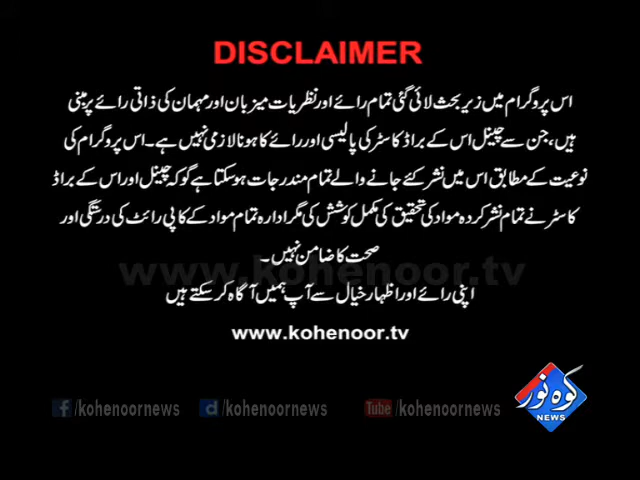 DISCLAIMER
اس پروگرام میں زیر بحث لائی گئی تمام رائے اور نظریات میزبان اور مہمان کی ذاتی رائے پر مبنی
ہیں، جن سے چینل اس کے براڈ کاسٹر کی پالیسی اور رائے کا ہونا لازمی نہیں ہے۔ اس پروگرام کی
نوعیت کے مطابق اس میں نشر کئے جانے والے تمام مندرجات ہو سکتا ہے گو کہ چینل اور اس کے براڈ
کاسٹر نے تمام نشر کردہ مواد کی تحقیق کی مکمل کوشش کی مگر ادارہ تمام مواد کے کاپی رائٹ کی درستگی اور
صحت کا ضامن نہیں۔
www.kohenoor.tv
اپنی رائے اور اظہار خیال سے آپ ہمیں آگاہ کر سکتے ہیں
www.kohenoor.tv
f /kohenoornews d /kohenoornews Tube /kohenoornews
کوہ نور
NEWS